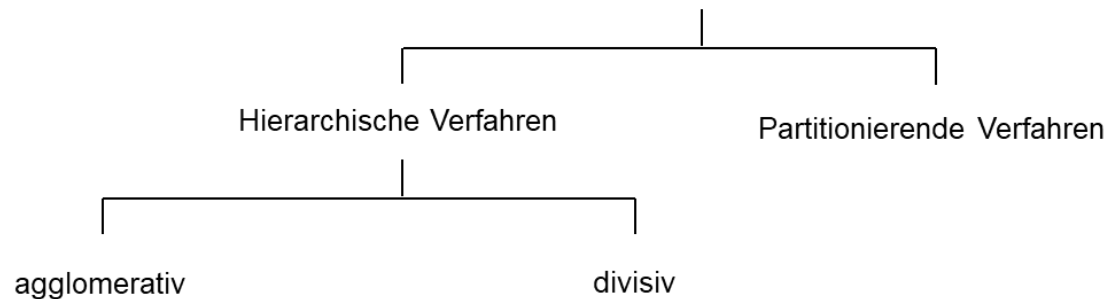 Hierarchische Verfahren
Partitionierende Verfahren
agglomerativ
divisiv